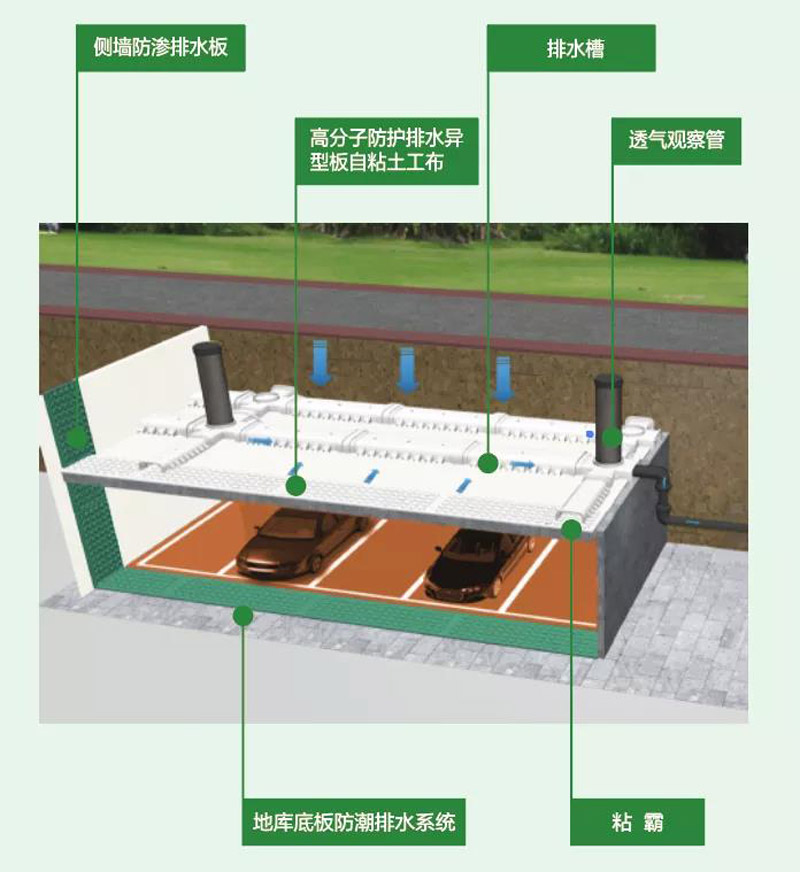 侧墙防渗排水板
排水槽
高分子防护排水异
型板自粘土工布
透气观察管
地库底板防潮排水系统
粘 霸